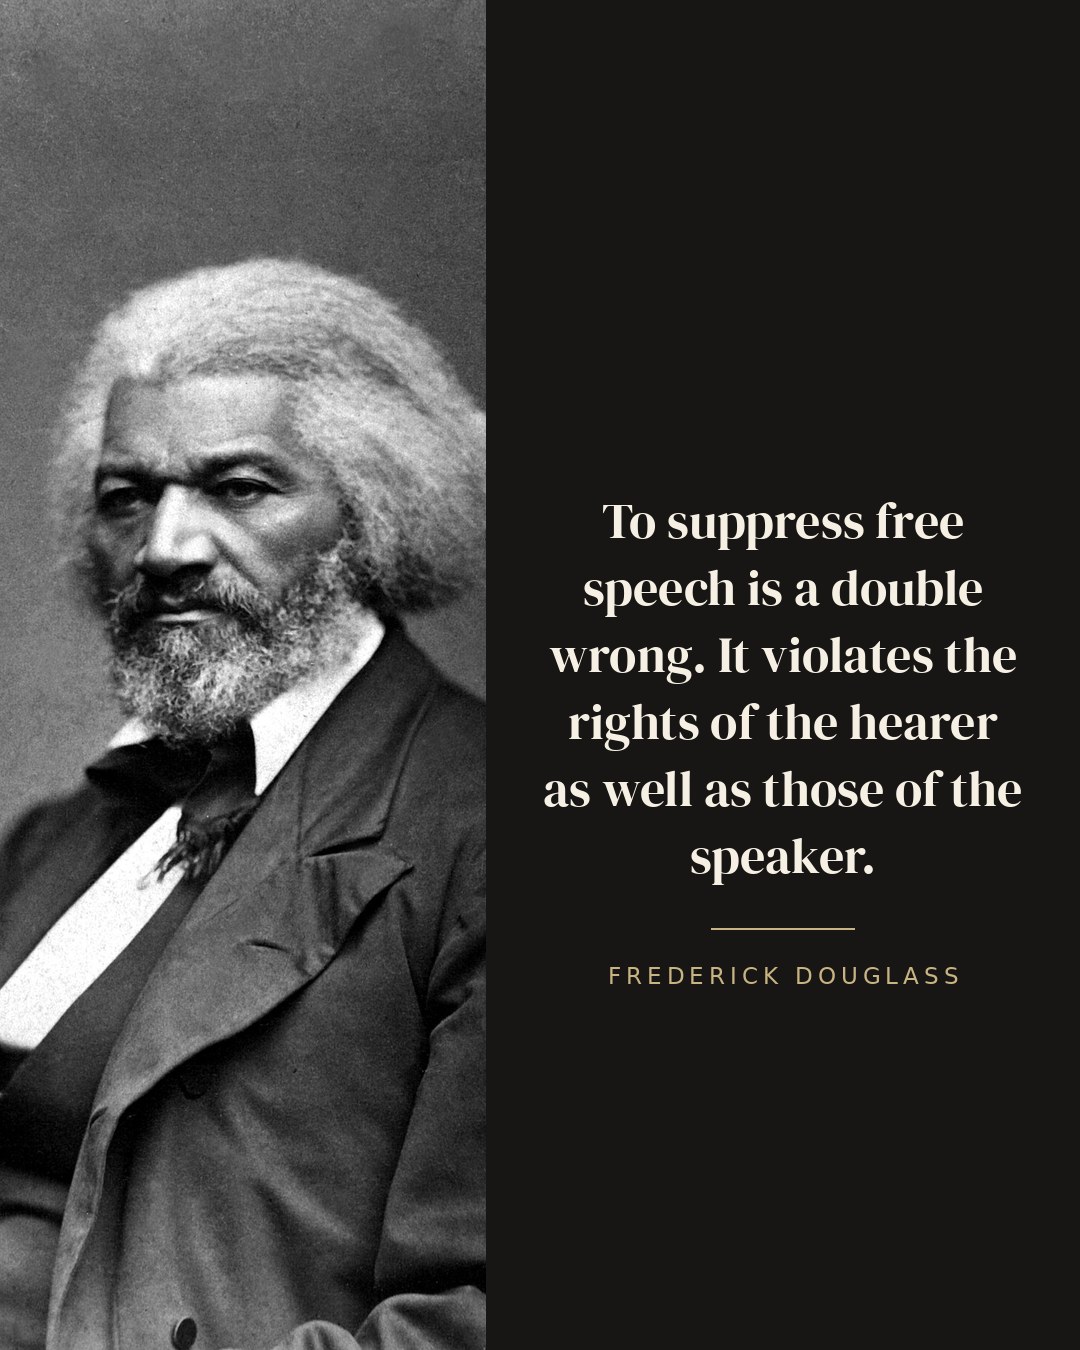 To suppress free
speech is a double
wrong. It violates the
rights of the hearer
as well as those of the
speaker.
FREDERICK DOUGLASS